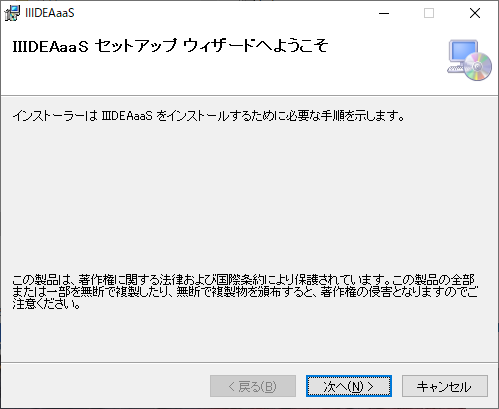 IIIDEAaaS
IIIDEAaaS セットアップ ウィザードへようこそ
インストーラーは IIIDEAaaS をインストールするために必要な手順を示します。
この製品は、著作権に関する法律および国際条約により保護されています。この製品の全部
または一部を無断で複製したり、無断で複製物を頒布すると、著作権の侵害となりますのでご
注意ください。
< 戻る(B)
次へ(N) >
キャンセル